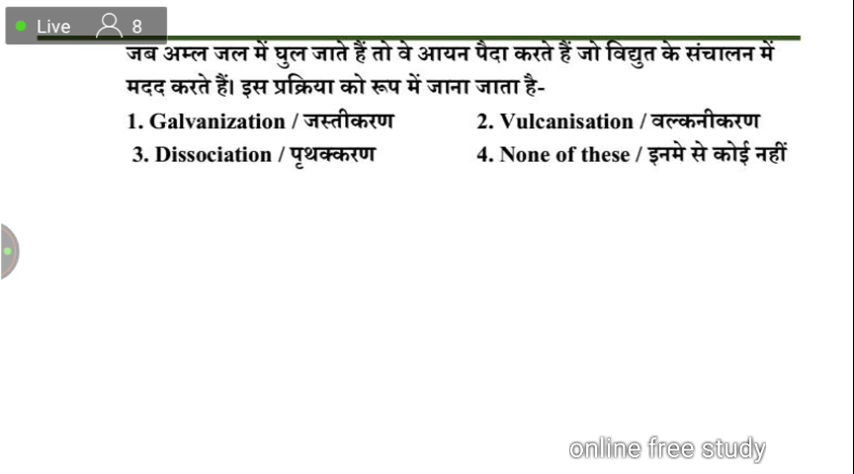 Live 8
जब अम्ल जल में घुल जाते हैं तो वे आयन पैदा करते हैं जो विद्युत के संचालन में
मदद करते हैं। इस प्रक्रिया को रूप में जाना जाता है-
1. Galvanization / जस्तीकरण 2. Vulcanisation / वल्कनीकरण
3. Dissociation / पृथक्करण 4. None of these / इनमे से कोई नहीं
online free study